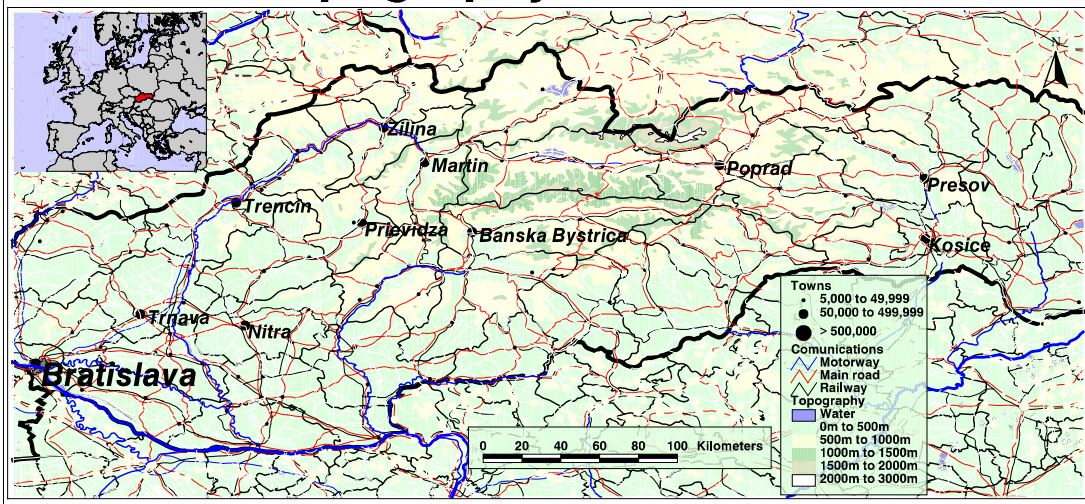 N
Zilina
Martin
Poprad
Presov
Trencin
Prievidza
Banska Bystrica
Kosice
Trnava
Nitra
Bratislava
Towns
5,000 to 49,999
50,000 to 499,999
> 500,000
Comunications
Motorway
Main road
Railway
Topography
Water
0m to 500m
500m to 1000m
1000m to 1500m
1500m to 2000m
2000m to 3000m
0 20 40 60 80 100 Kilometers